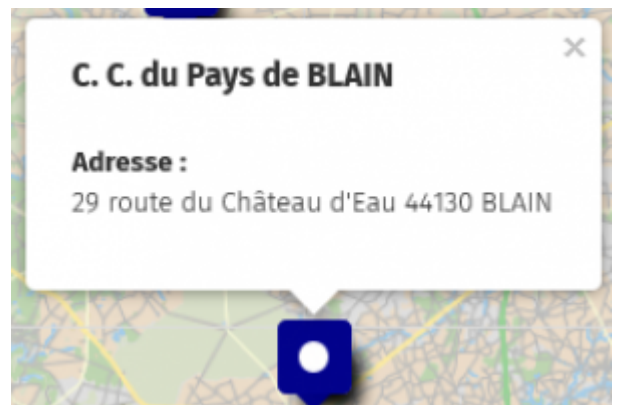 C. C. du Pays de BLAIN
Adresse :
29 route du Château d'Eau 44130 BLAIN